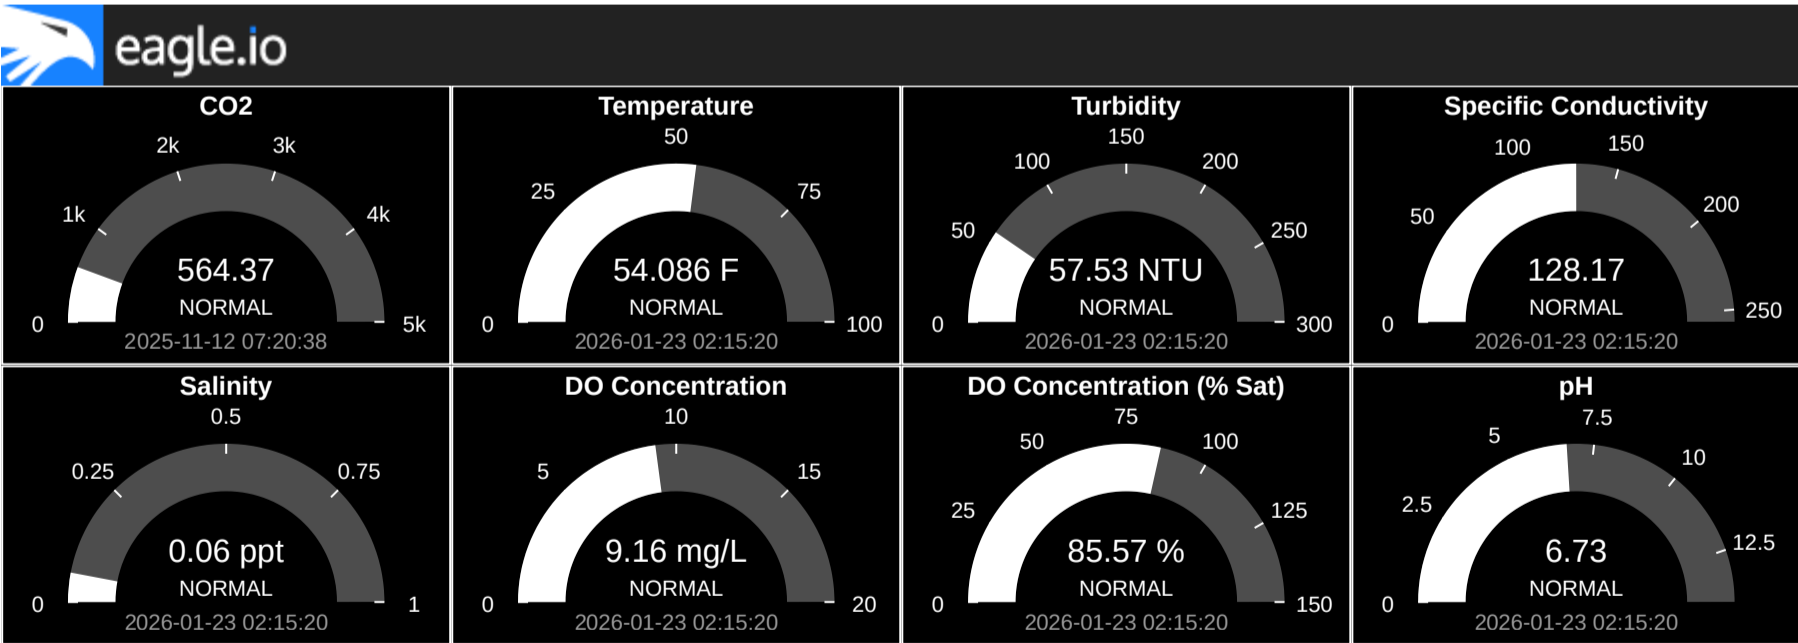 eagle.io
CO2
0
1k
2k
3k
4k
5k
564.37
NORMAL
2025-11-12 07:20:38
Temperature
0
25
50
75
100
54.086 F
NORMAL
2026-01-23 02:15:20
Turbidity
0
50
100
150
200
250
300
57.53 NTU
NORMAL
2026-01-23 02:15:20
Specific Conductivity
0
50
100
150
200
250
128.17
NORMAL
2026-01-23 02:15:20
Salinity
0
0.25
0.5
0.75
1
0.06 ppt
NORMAL
2026-01-23 02:15:20
DO Concentration
0
5
10
15
20
9.16 mg/L
NORMAL
2026-01-23 02:15:20
DO Concentration (% Sat)
0
25
50
75
100
125
150
85.57 %
NORMAL
2026-01-23 02:15:20
pH
0
2.5
5
7.5
10
12.5
6.73
NORMAL
2026-01-23 02:15:20